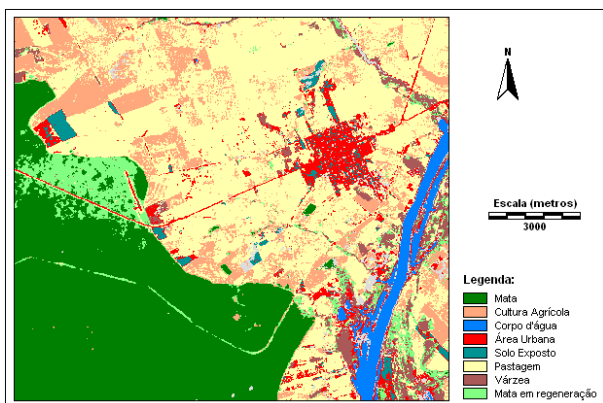 N
Escala (metros)
3000
Legenda:
Mata
Cultura Agrícola
Corpo d'água
Área Urbana
Solo Exposto
Pastagem
Várzea
Mata em regeneração